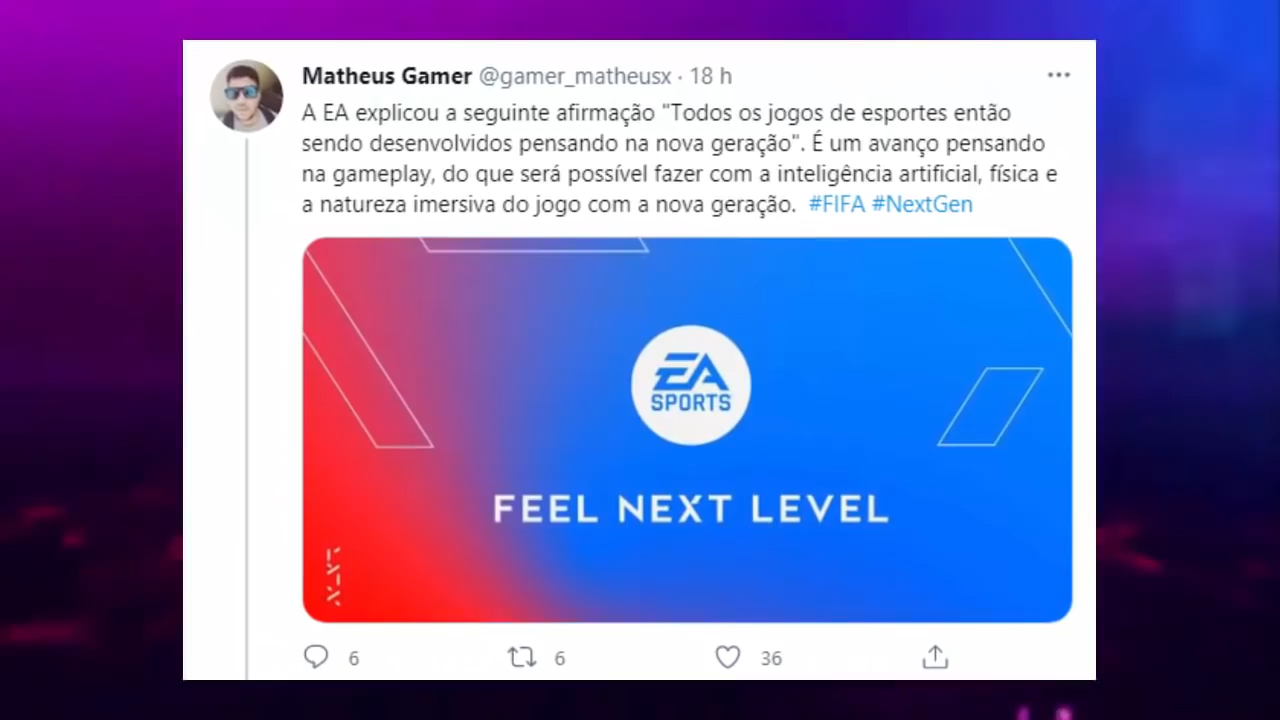 Matheus Gamer @gamer_matheusx · 18 h
A EA explicou a seguinte afirmação "Todos os jogos de esportes então
sendo desenvolvidos pensando na nova geração". É um avanço pensando
na gameplay, do que será possível fazer com a inteligência artificial, física e
a natureza imersiva do jogo com a nova geração. #FIFA #NextGen
EA
SPORTS
FEEL NEXT LEVEL
6 6 36